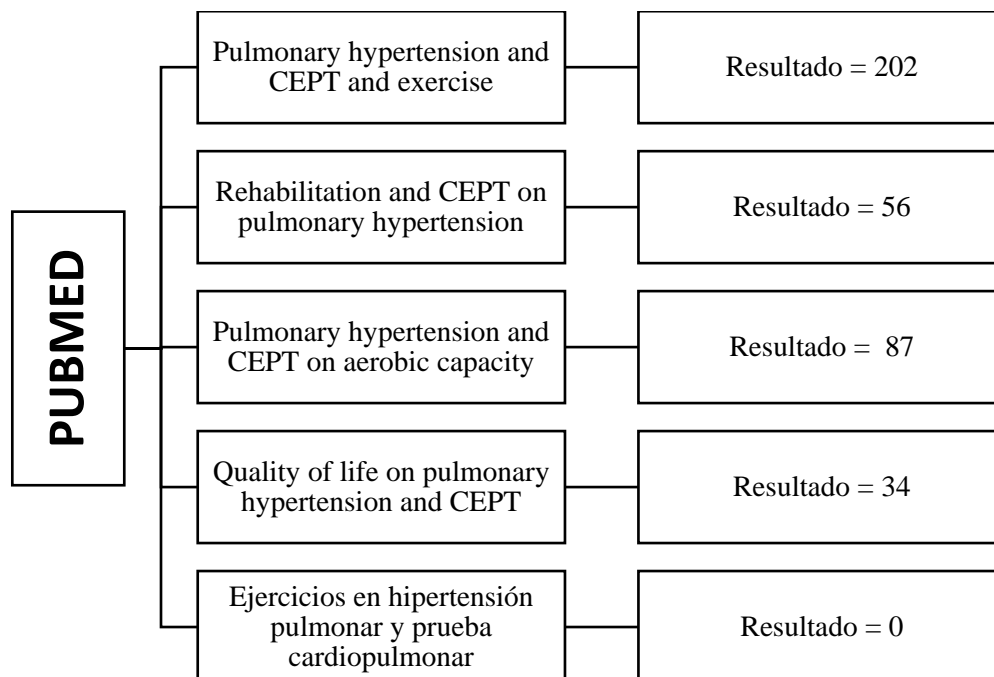 PUBMED
Pulmonary hypertension and
CEPT and exercise
Resultado = 202
Rehabilitation and CEPT on
pulmonary hypertension
Resultado = 56
Pulmonary hypertension and
CEPT on aerobic capacity
Resultado =  87
Quality of life on pulmonary
hypertension and CEPT
Resultado = 34
Ejercicios en hipertensión
pulmonar y prueba
cardiopulmonar
Resultado = 0